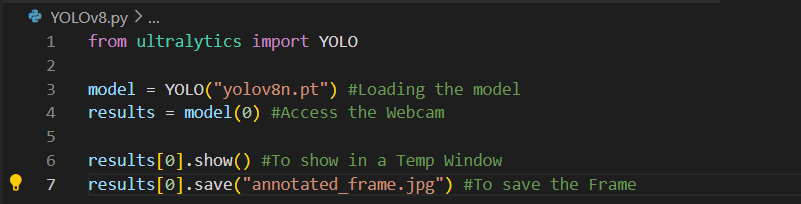 YOLOv8.py > ...
1 from ultralytics import YOLO
2
3 model = YOLO("yolov8n.pt") #Loading the model
4 results = model(0) #Access the Webcam
5
6 results[0].show() #To show in a Temp Window
7 results[0].save("annotated_frame.jpg") #To save the Frame